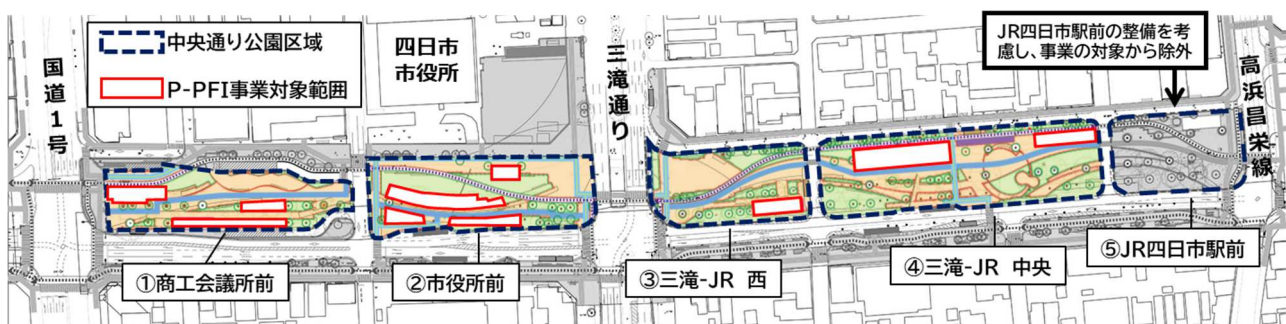 中央通り公園区域
P-PFI事業対象範囲
国道1号
四日市
市役所
三滝通り
JR四日市駅前の整備を考
慮し、事業の対象から除外
高浜昌栄線
①商工会議所前
②市役所前
③三滝-JR 西
④三滝-JR 中央
⑤JR四日市駅前